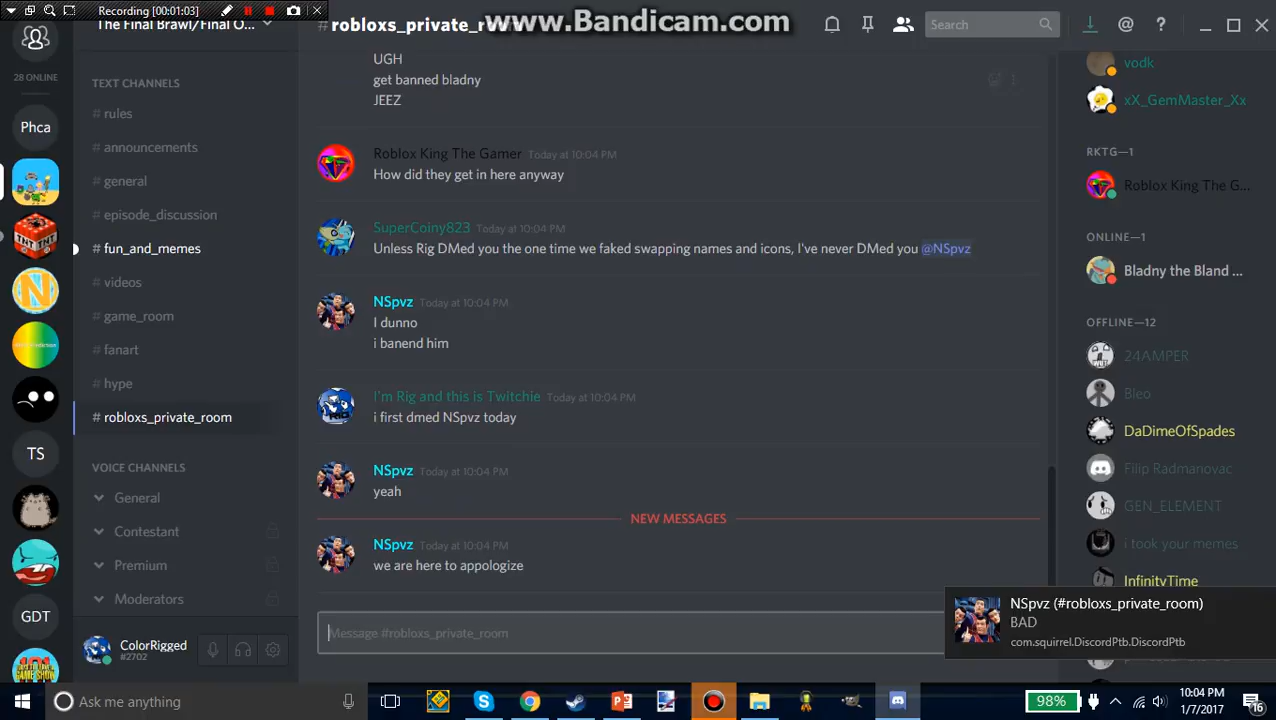 Recording [00:01:03]
www.Bandicam.com
The Final Brawl/Final O...
#robloxs_private_room
Search
28 ONLINE
Phca
TS
GDT
TEXT CHANNELS
# rules
# announcements
# general
# episode_discussion
# fun_and_memes
# videos
# game_room
# fanart
# hype
# robloxs_private_room
VOICE CHANNELS
General
Contestant
Premium
Moderators
ColorRigged
#2702
UGH
get banned bladny
JEEZ
Roblox King The Gamer Today at 10:04 PM
How did they get in here anyway
SuperCoiny823 Today at 10:04 PM
Unless Rig DMed you the one time we faked swapping names and icons, I've never DMed you @NSpvz
NSpvz Today at 10:04 PM
I dunno
i banend him
I'm Rig and this is Twitchie Today at 10:04 PM
i first dmed NSpvz today
NSpvz Today at 10:04 PM
yeah
NEW MESSAGES
NSpvz Today at 10:04 PM
we are here to appologize
Message #robloxs_private_room
vodk
xX_GemMaster_Xx
RKTG—1
Roblox King The G...
ONLINE—1
Bladny the Bland ...
OFFLINE—12
24AMPER
Bleo
DaDimeOfSpades
Filip Radmanovac
GEN_ELEMENT
i took your memes
InfinityTime
NSpvz (#robloxs_private_room)
BAD
com.squirrel.DiscordPtb.DiscordPtb
Ask me anything
98%
10:04 PM
1/7/2017
16